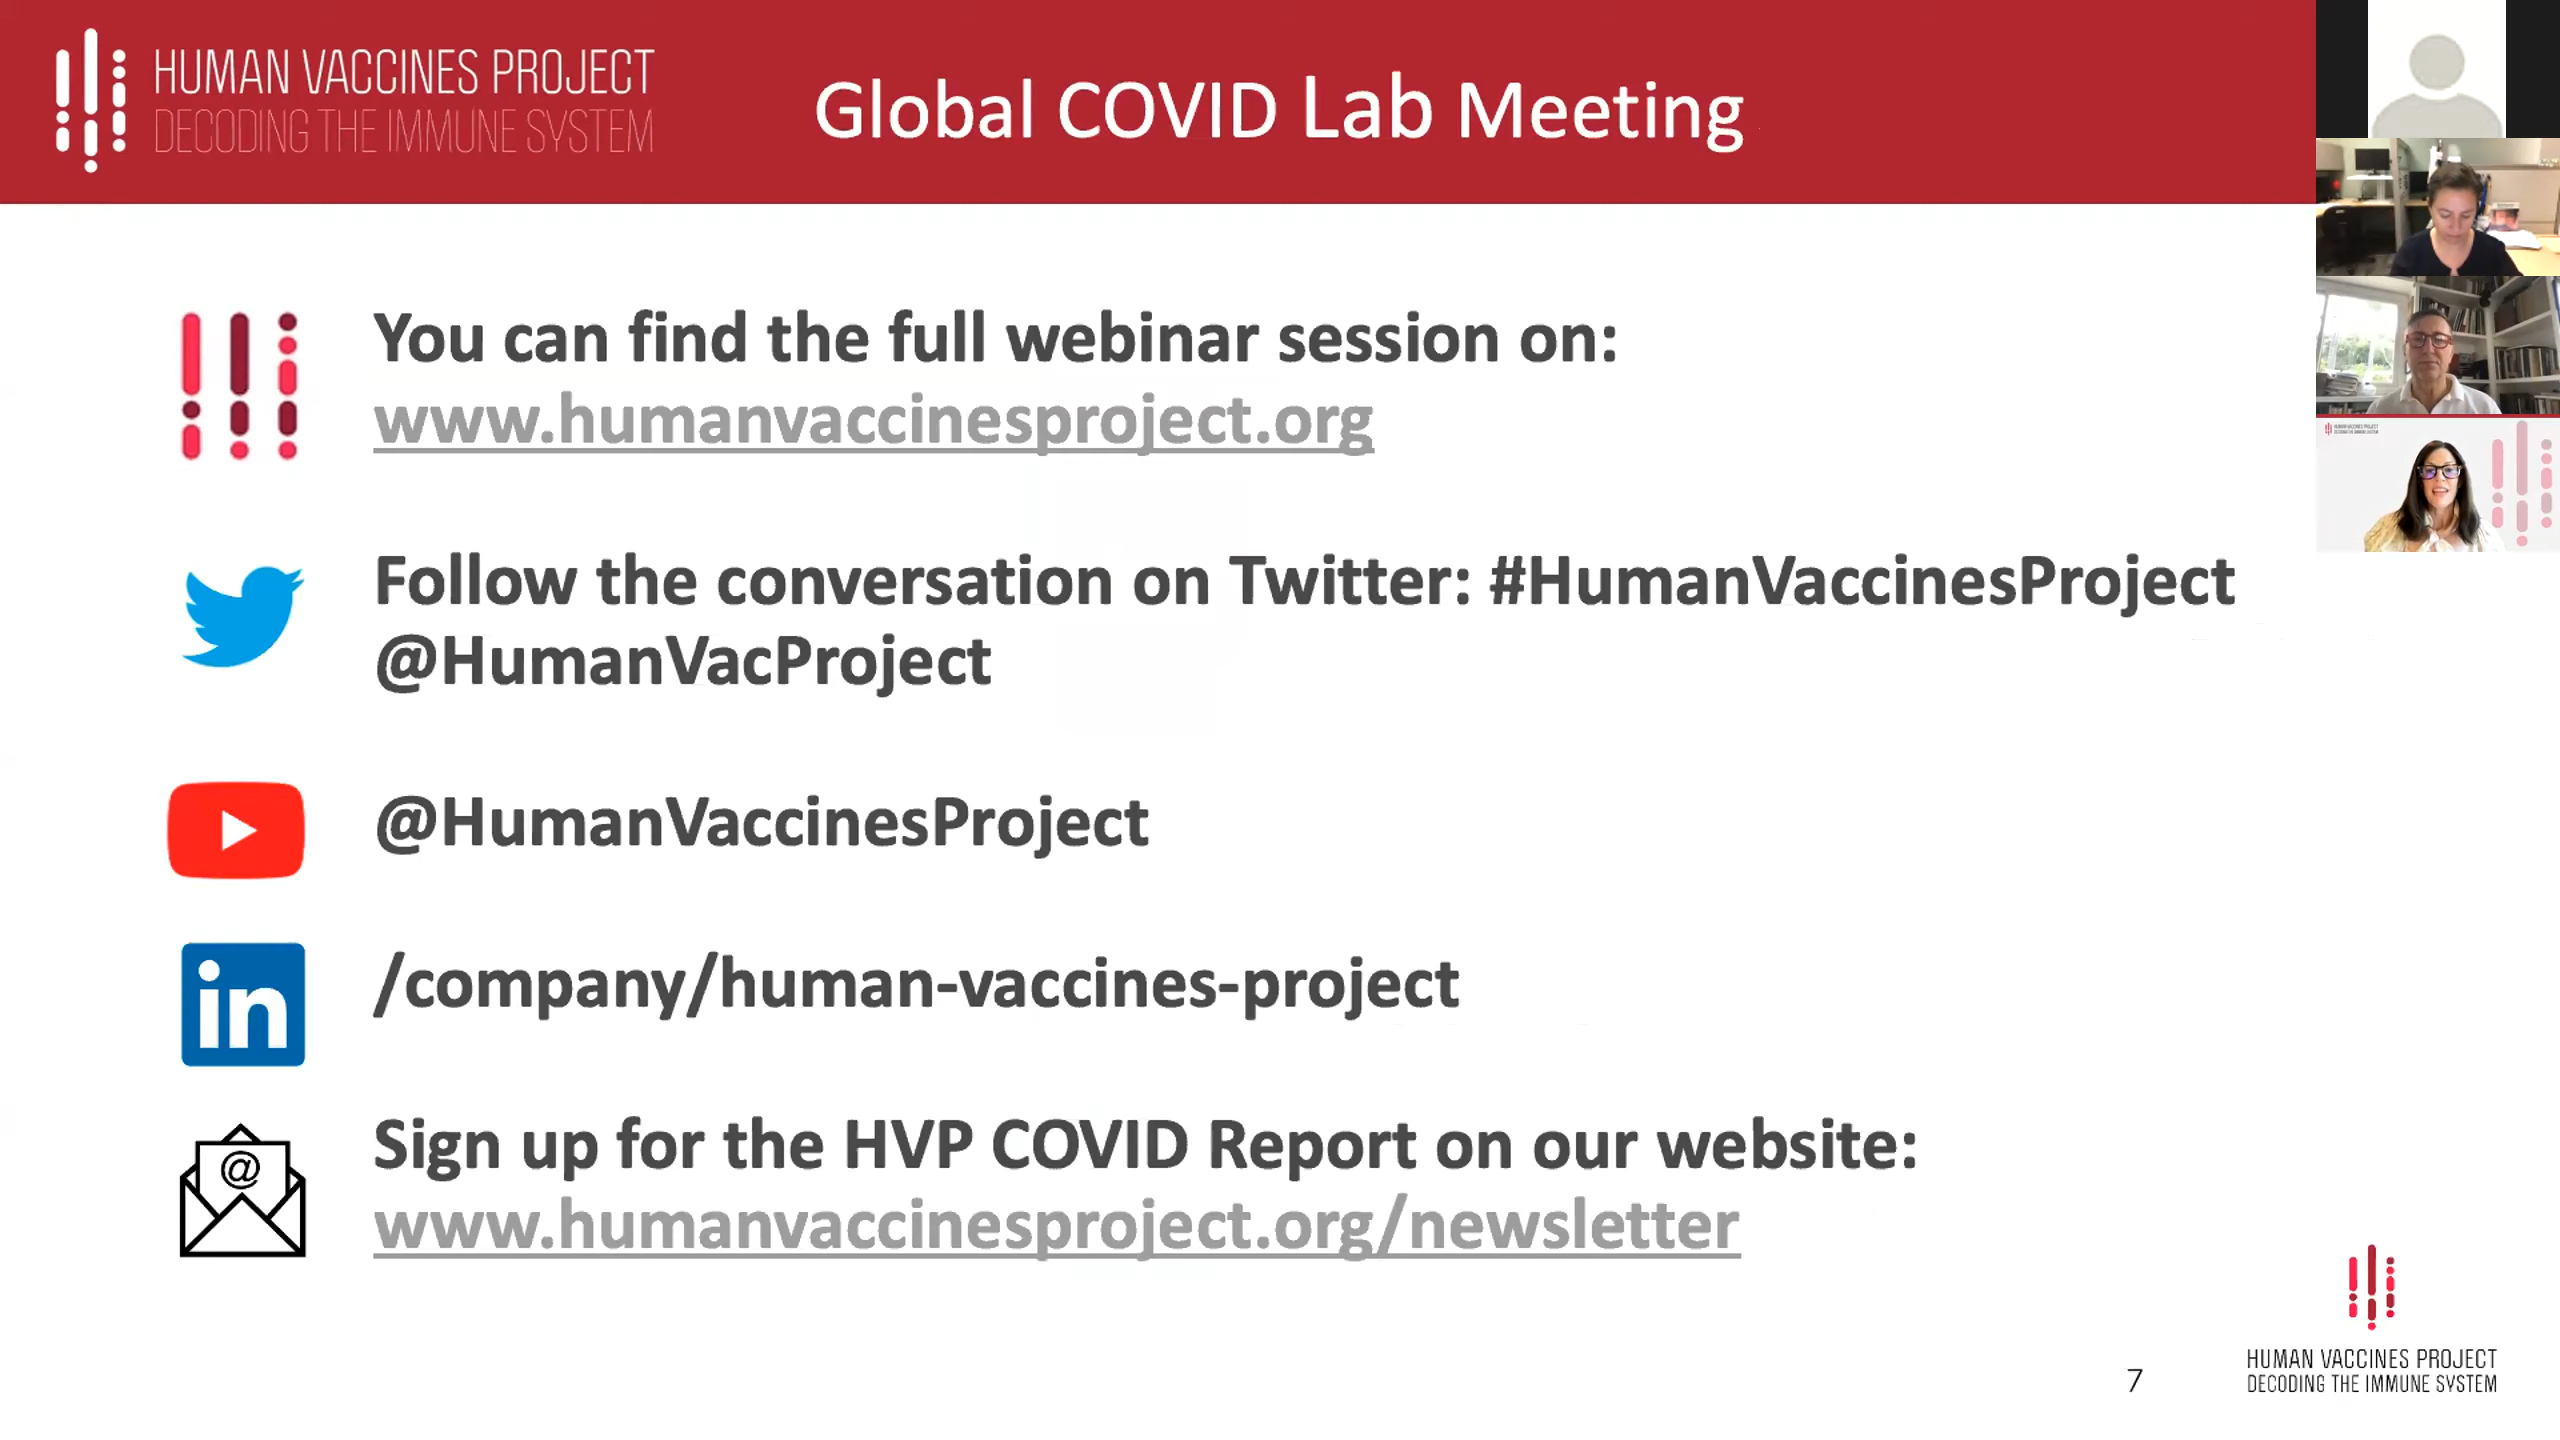 HUMAN VACCINES PROJECT
DECODING THE IMMUNE SYSTEM
Global COVID Lab Meeting
You can find the full webinar session on:
www.humanvaccinesproject.org
Follow the conversation on Twitter: #HumanVaccinesProject
@HumanVacProject
@HumanVaccinesProject
in
/company/human-vaccines-project
@
Sign up for the HVP COVID Report on our website:
www.humanvaccinesproject.org/newsletter
7
HUMAN VACCINES PROJECT
DECODING THE IMMUNE SYSTEM